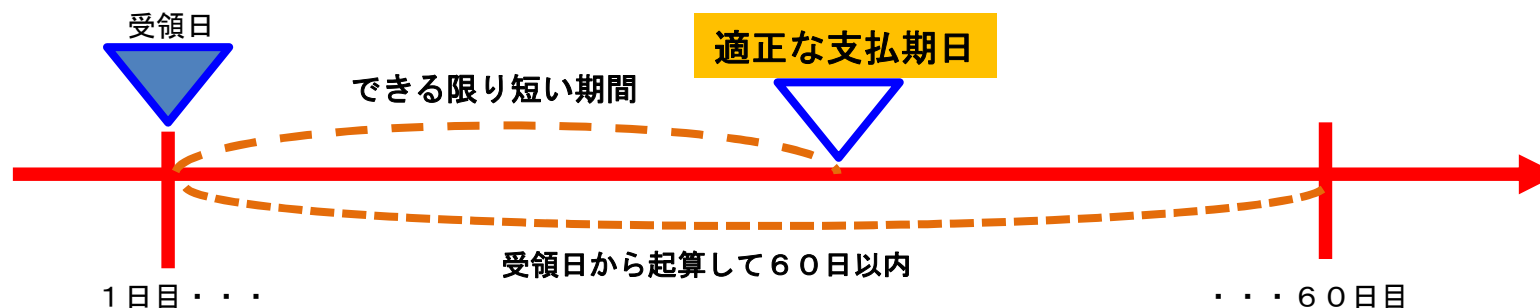 受領日
適正な支払期日
できる限り短い期間
受領日から起算して６０日以内
１日目・・・
・・・６０日目